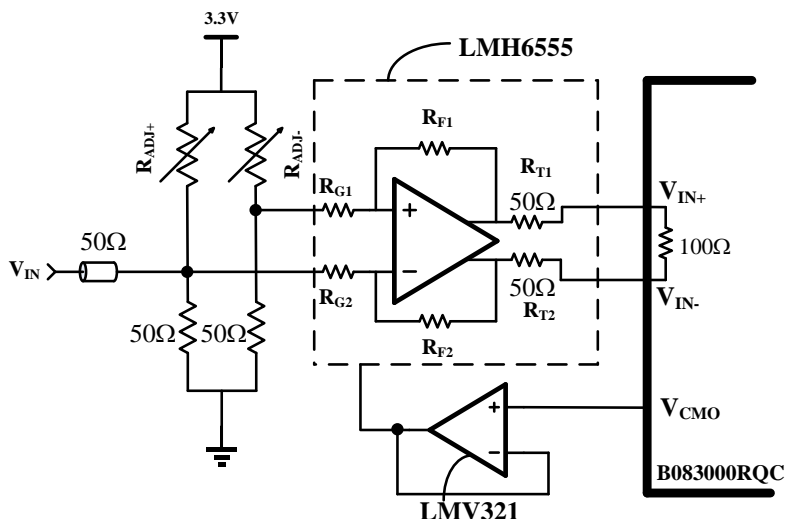 3.3V
LMH6555
RADJ+
RADJ-
RF1
RG1
RT1
50Ω
VIN+
50Ω
VIN
+
100Ω
−
50Ω
50Ω
RG2
50Ω
RT2
VIN-
RF2
+
VCMO
−
B083000RQC
LMV321